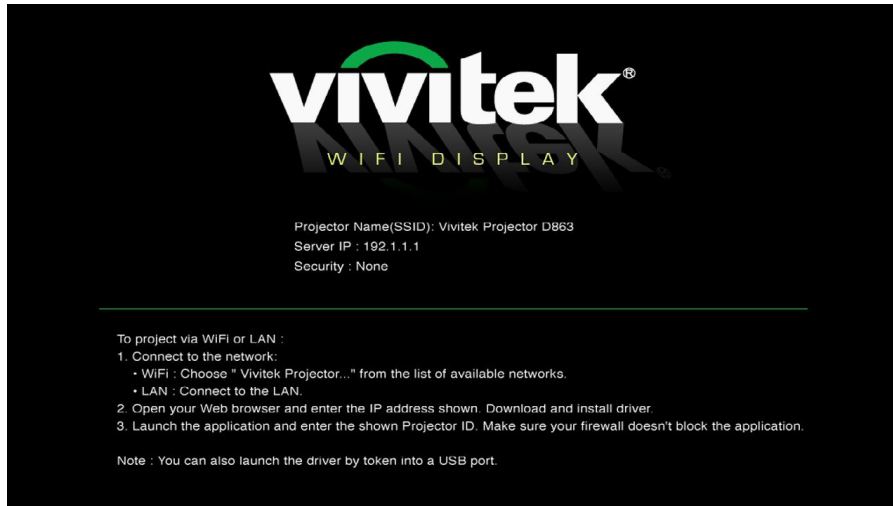 vivitek®
WIFI DISPLAY
Projector Name(SSID): Vivitek Projector D863
Server IP : 192.1.1.1
Security : None
To project via WiFi or LAN :
1. Connect to the network:
• WiFi : Choose " Vivitek Projector..." from the list of available networks.
• LAN : Connect to the LAN.
2. Open your Web browser and enter the IP address shown. Download and install driver.
3. Launch the application and enter the shown Projector ID. Make sure your firewall doesn't block the application.
Note : You can also launch the driver by token into a USB port.